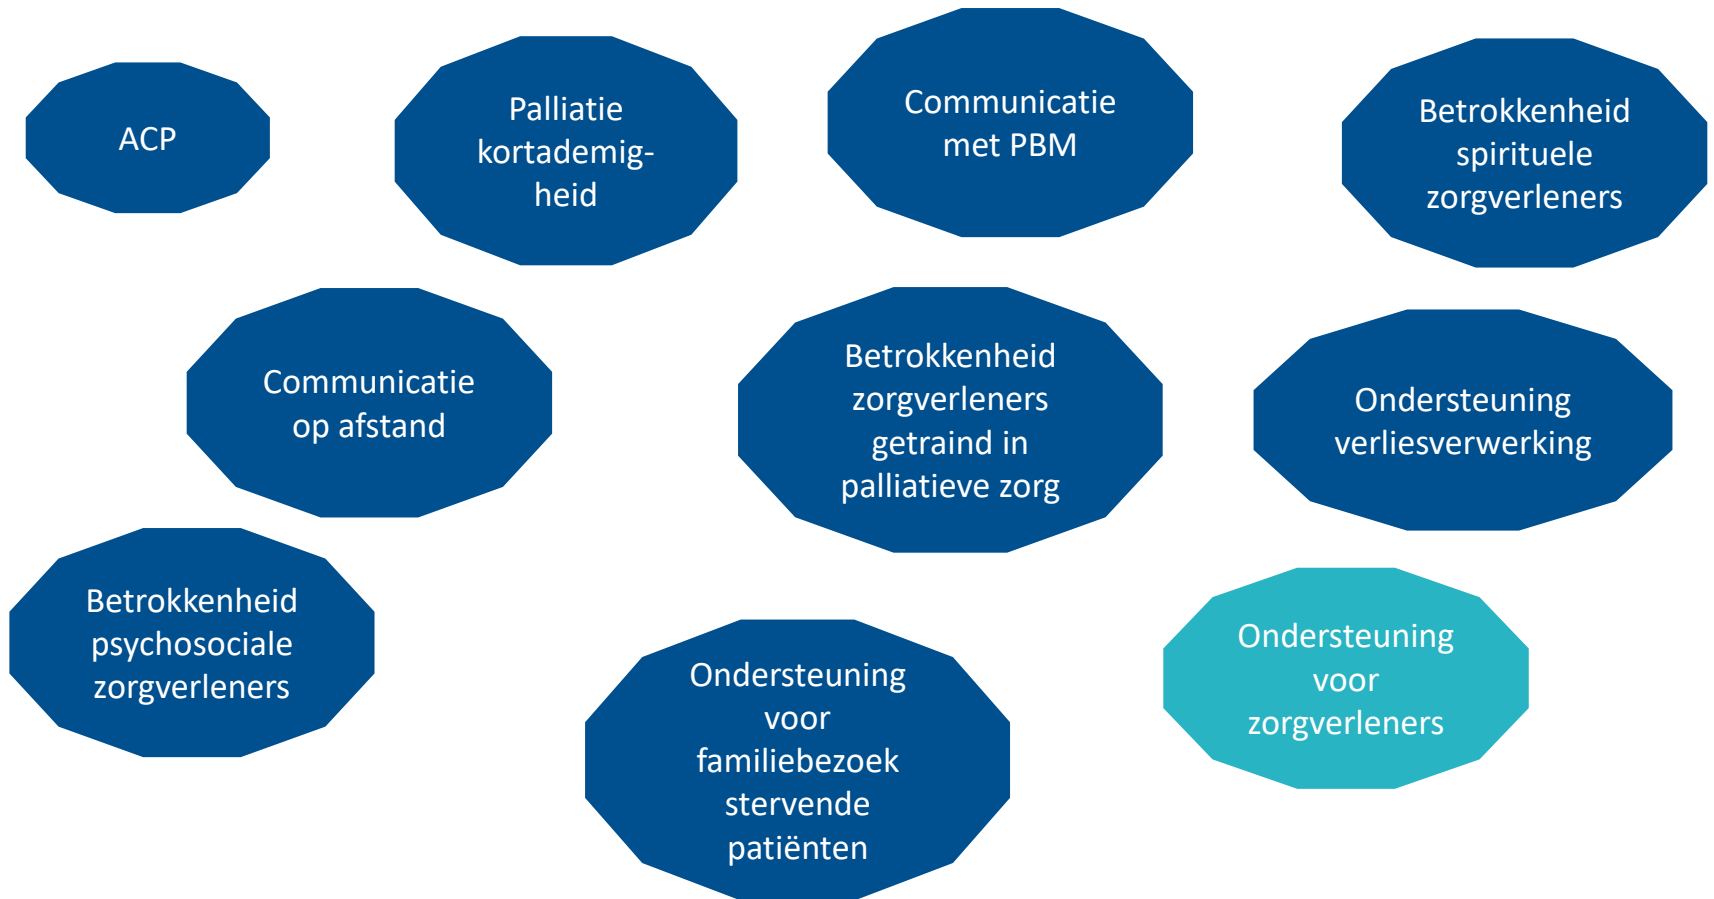 ACP
Palliatie
kortademig-
heid
Communicatie
met PBM
Betrokkenheid
spirituele
zorgverleners
Communicatie
op afstand
Betrokkenheid
zorgverleners
getraind in
palliatieve zorg
Ondersteuning
verliesverwerking
Betrokkenheid
psychosociale
zorgverleners
Ondersteuning
voor
familiebezoek
stervende
patiënten
Ondersteuning
voor
zorgverleners